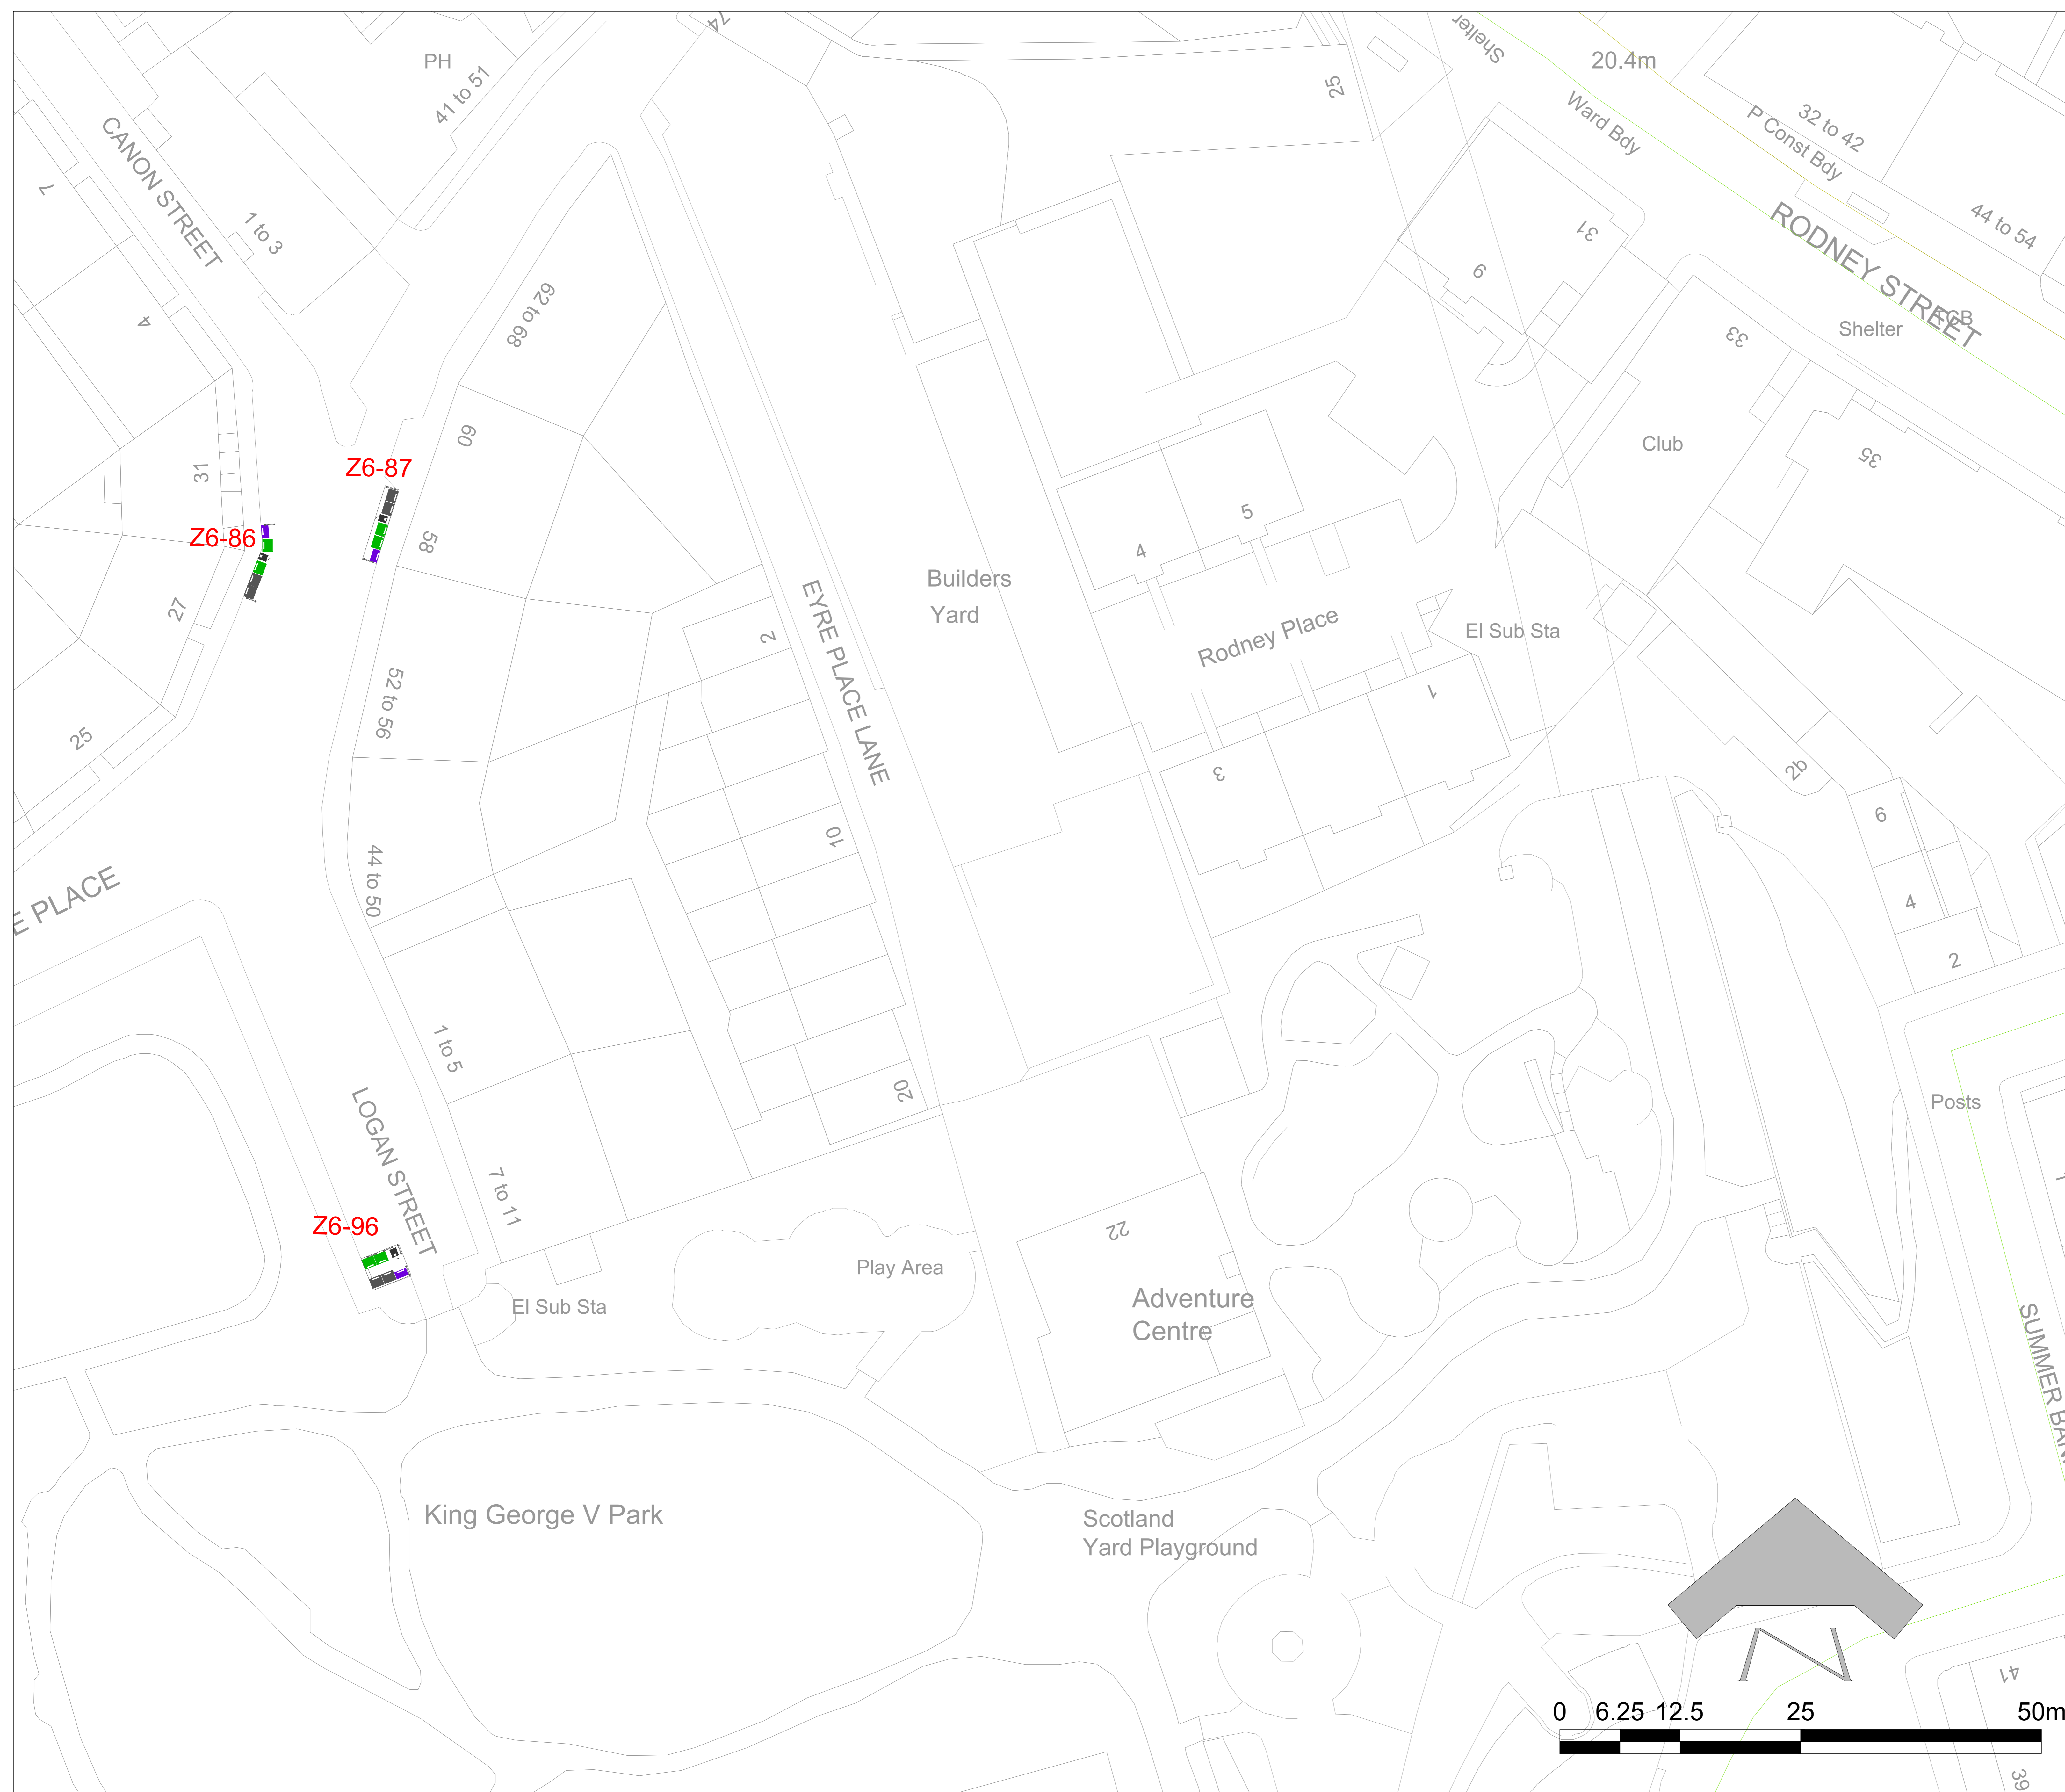 74
PH
41 to 51
Shelter
20.4m
25
Ward Bdy
P Const Bdy
32 to 42
CANON STREET
7
1 to 3
44 to 54
RODNEY STREET
31
6
4
62 to 68
TCB
Shelter
33
60
Club
35
Z6-87
31
5
Z6-86
58
4
Builders
Yard
EYRE PLACE LANE
27
2
Rodney Place
El Sub Sta
52 to 56
1
25
3
2b
10
6
44 to 50
E PLACE
4
2
1 to 5
20
Posts
LOGAN STREET
7 to 11
22
Z6-96
Play Area
El Sub Sta
Adventure
Centre
SUMMER BAN
King George V Park
Scotland
Yard Playground
N
41
0 6.25 12.5 25 50m
39